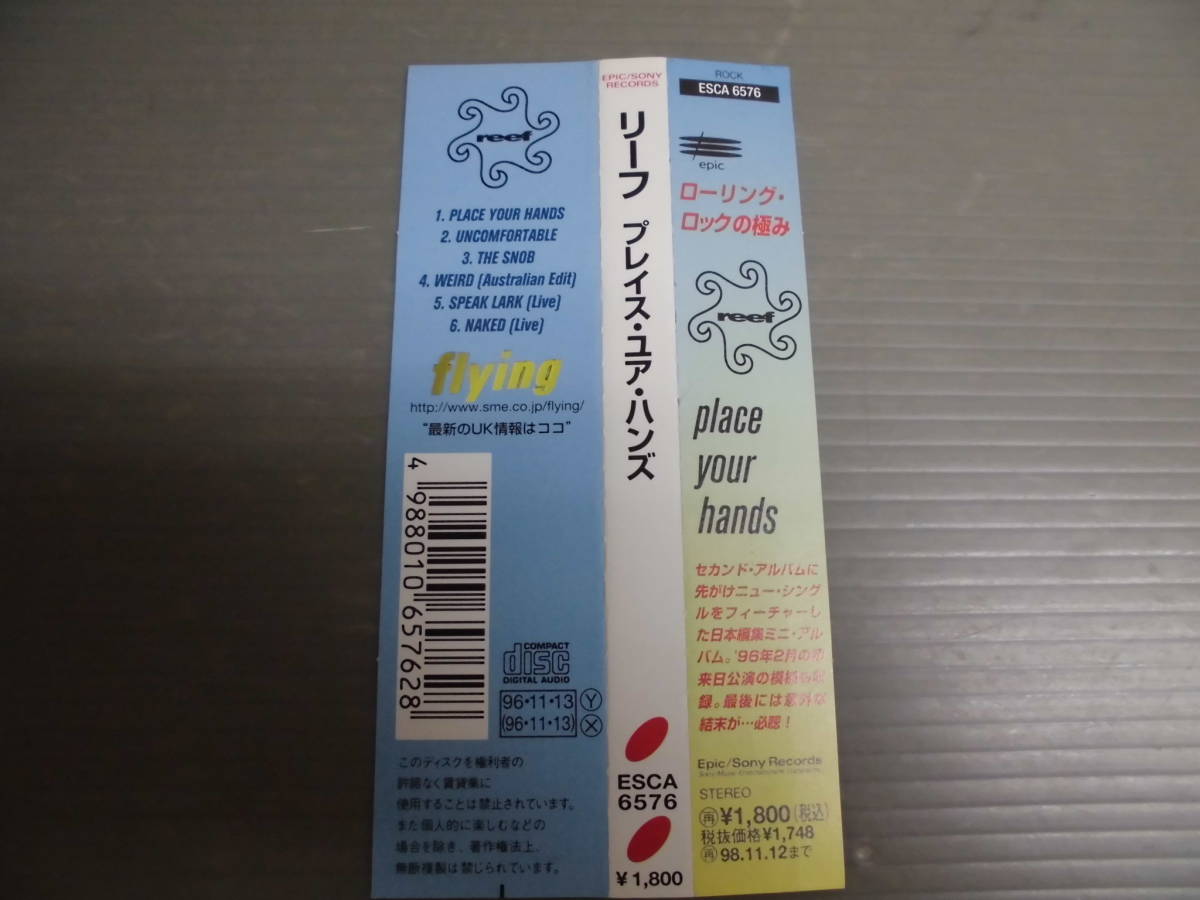 reef
1. PLACE YOUR HANDS
2. UNCOMFORTABLE
3. THE SNOB
4. WEIRD (Australian Edit)
5. SPEAK LARK (Live)
6. NAKED (Live)
flying
http://www.sme.co.jp/flying/
“最新のUK情報はココ”
4 988010 657628
COMPACT
disc
DIGITAL AUDIO
96・11・13 Y
(96・11・13) X
このディスクを権利者の
許諾なく賃貸業に
使用することは禁止されています。
また個人的に楽しむなどの
場合を除き、著作権法上、
無断複製は禁じられています。
EPIC/SONY
RECORDS
リーフ プレイス・ユア・ハンズ
ESCA
6576
¥1,800
ROCK
ESCA 6576
epic
ローリング・
ロックの極み
reef
place
your
hands
セカンド・アルバムに
先がけニュー・シング
ルをフィーチャーし
た日本編集ミニ・アル
バム。'96年2月の初
来日公演の模様も収
録。最後には意外な
結末が…必聴!
Epic/Sony Records
STEREO
再¥1,800(税込)
税抜価格¥1,748
再98.11.12まで